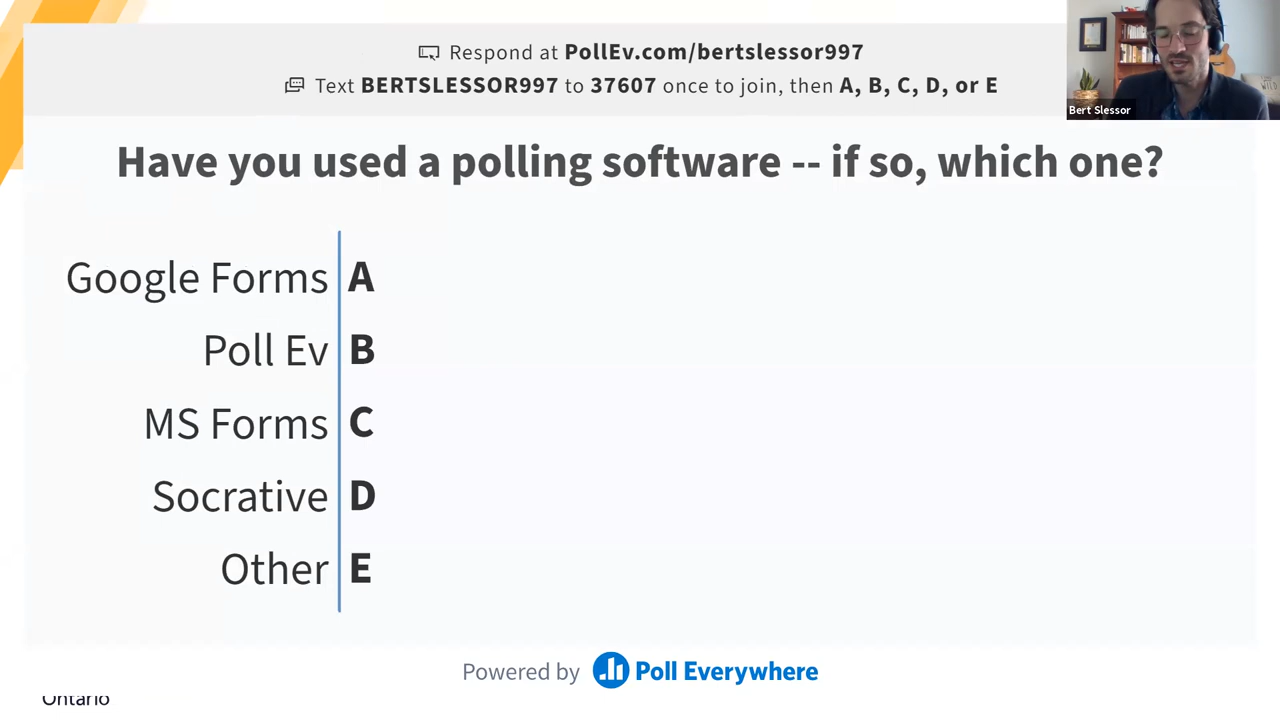 Respond at PollEv.com/bertslessor997
Text BERTSLESSOR997 to 37607 once to join, then A, B, C, D, or E
Bert Slessor
Have you used a polling software -- if so, which one?
Google Forms A
Poll Ev B
MS Forms C
Socrative D
Other E
Powered by Poll Everywhere
Ontario